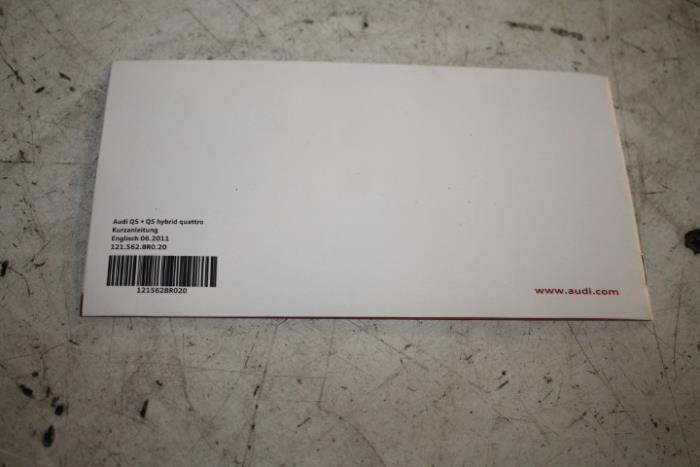 Audi Q5 • Q5 hybrid quattro
Kurzanleitung
Englisch 06.2011
121.562.8R0.20
1215628R020
www.audi.com